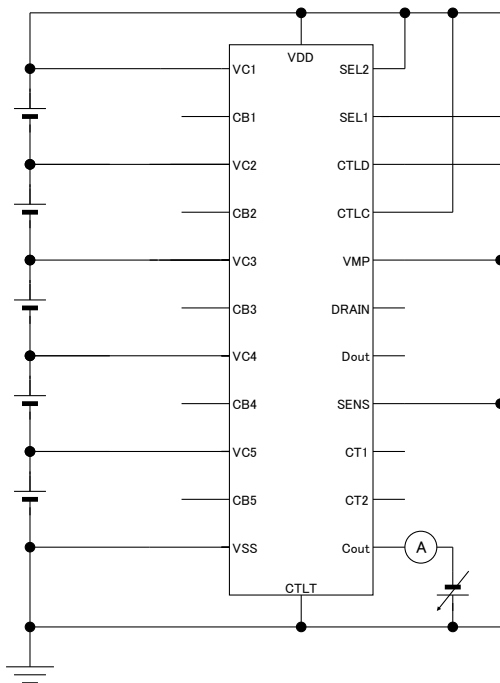 VDD
VC1 SEL2
CB1 SEL1
VC2 CTLD
CB2 CTLC
VC3 VMP
CB3 DRAIN
VC4 Dout
CB4 SENS
VC5 CT1
CB5 CT2
VSS Cout A
CTLT